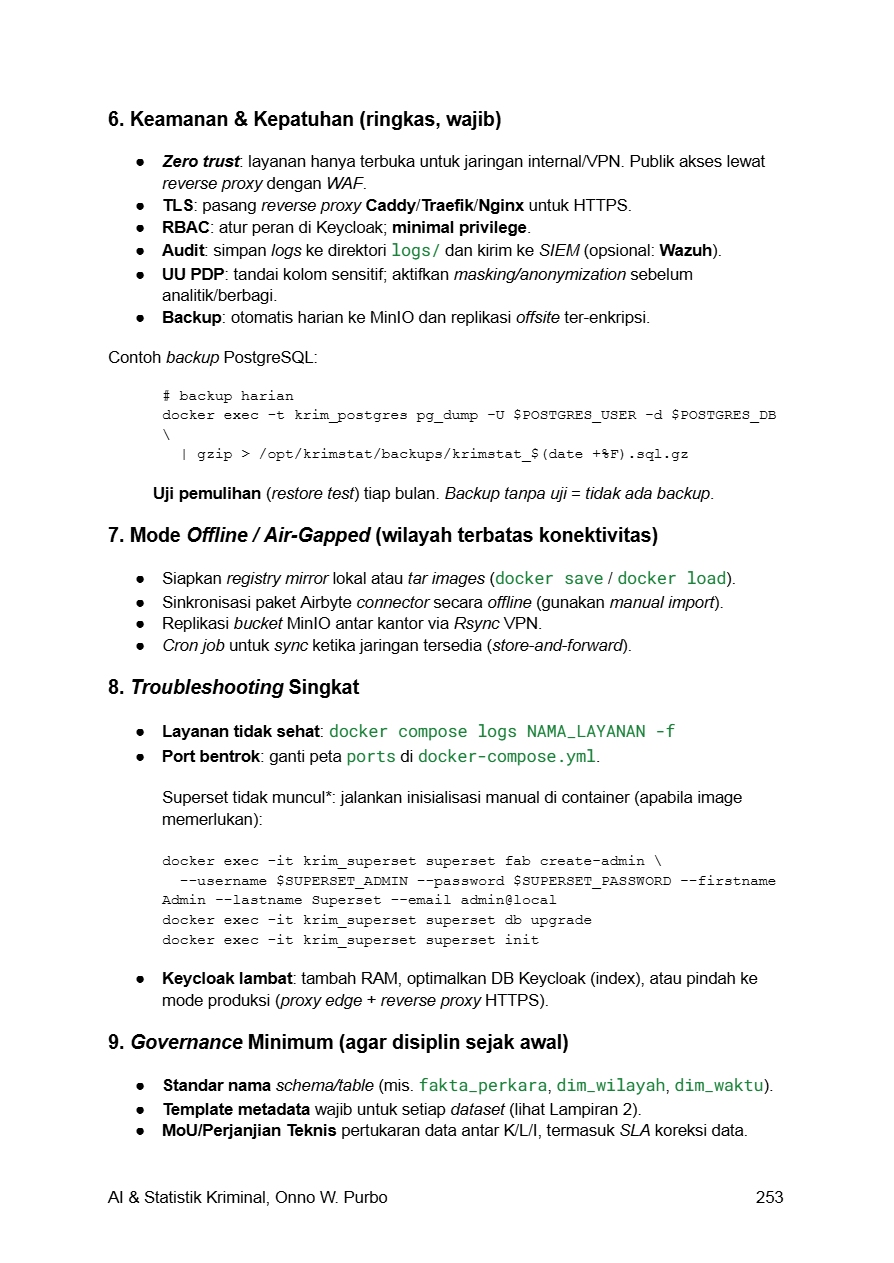 6. Keamanan & Kepatuhan (ringkas, wajib)
● Zero trust: layanan hanya terbuka untuk jaringan internal/VPN. Publik akses lewat
reverse proxy dengan WAF.
● TLS: pasang reverse proxy Caddy/Traefik/Nginx untuk HTTPS.
● RBAC: atur peran di Keycloak; minimal privilege.
● Audit: simpan logs ke direktori logs/ dan kirim ke SIEM (opsional: Wazuh).
● UU PDP: tandai kolom sensitif; aktifkan masking/anonymization sebelum
analitik/berbagi.
● Backup: otomatis harian ke MinIO dan replikasi offsite ter-enkripsi.
Contoh backup PostgreSQL:
# backup harian
docker exec -t krim_postgres pg_dump -U $POSTGRES_USER -d $POSTGRES_DB
\
| gzip > /opt/krimstat/backups/krimstat_$(date +%F).sql.gz
Uji pemulihan (restore test) tiap bulan. Backup tanpa uji = tidak ada backup.
7. Mode Offline / Air-Gapped (wilayah terbatas konektivitas)
● Siapkan registry mirror lokal atau tar images (docker save / docker load).
● Sinkronisasi paket Airbyte connector secara offline (gunakan manual import).
● Replikasi bucket MinIO antar kantor via Rsync VPN.
● Cron job untuk sync ketika jaringan tersedia (store-and-forward).
8. Troubleshooting Singkat
● Layanan tidak sehat: docker compose logs NAMA_LAYANAN -f
● Port bentrok: ganti peta ports di docker-compose.yml.
Superset tidak muncul*: jalankan inisialisasi manual di container (apabila image
memerlukan):
docker exec -it krim_superset superset fab create-admin \
--username $SUPERSET_ADMIN --password $SUPERSET_PASSWORD --firstname
Admin --lastname Superset --email admin@local
docker exec -it krim_superset superset db upgrade
docker exec -it krim_superset superset init
● Keycloak lambat: tambah RAM, optimalkan DB Keycloak (index), atau pindah ke
mode produksi (proxy edge + reverse proxy HTTPS).
9. Governance Minimum (agar disiplin sejak awal)
● Standar nama schema/table (mis. fakta_perkara, dim_wilayah, dim_waktu).
● Template metadata wajib untuk setiap dataset (lihat Lampiran 2).
● MoU/Perjanjian Teknis pertukaran data antar K/L/I, termasuk SLA koreksi data.
AI & Statistik Kriminal, Onno W. Purbo 253